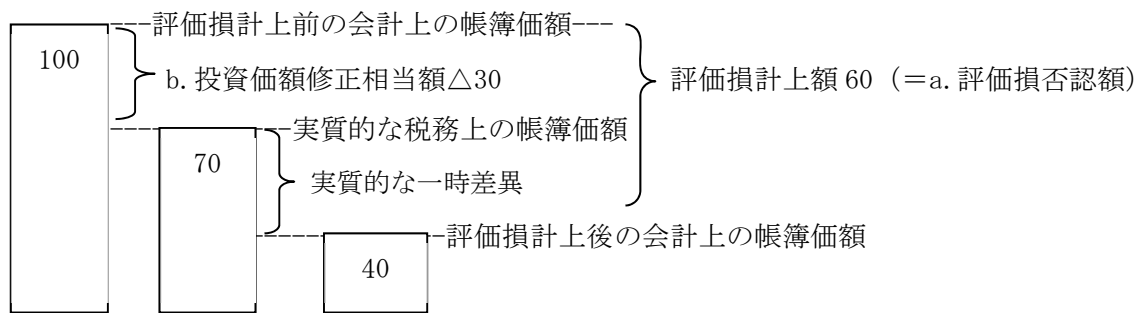 評価損計上前の会計上の帳簿価額
100
b.投資価額修正相当額△30
評価損計上額 60（=a.評価損否認額）
実質的な税務上の帳簿価額
70
実質的な一時差異
評価損計上後の会計上の帳簿価額
40